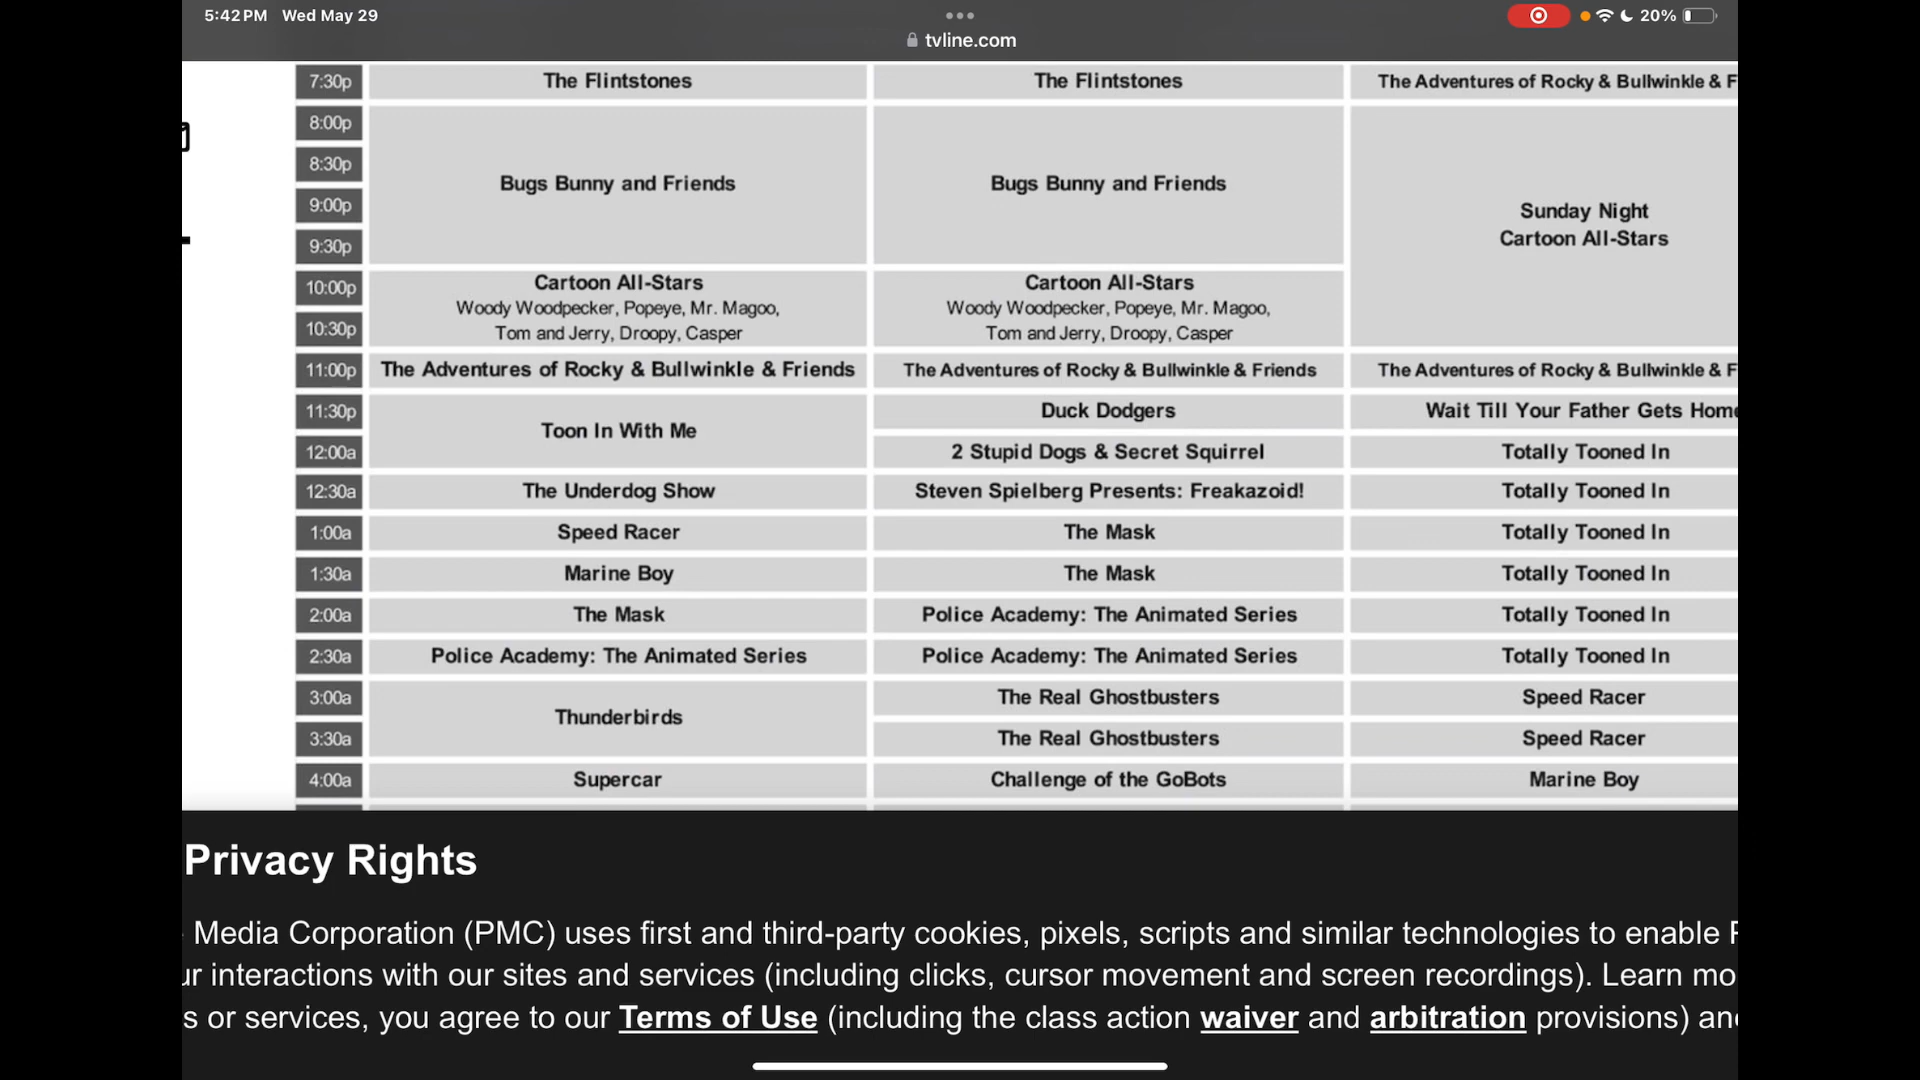 5:42 PM Wed May 29
20%
tvline.com
7:30p The Flintstones The Flintstones The Adventures of Rocky & Bullwinkle & F
8:00p
8:30p
Bugs Bunny and Friends Bugs Bunny and Friends
9:00p
Sunday Night
Cartoon All-Stars
9:30p
10:00p Cartoon All-Stars Cartoon All-Stars
Woody Woodpecker, Popeye, Mr. Magoo, Woody Woodpecker, Popeye, Mr. Magoo,
10:30p Tom and Jerry, Droopy, Casper Tom and Jerry, Droopy, Casper
11:00p The Adventures of Rocky & Bullwinkle & Friends The Adventures of Rocky & Bullwinkle & Friends The Adventures of Rocky & Bullwinkle & F
11:30p Duck Dodgers Wait Till Your Father Gets Home
Toon In With Me
12:00a 2 Stupid Dogs & Secret Squirrel Totally Tooned In
12:30a The Underdog Show Steven Spielberg Presents: Freakazoid! Totally Tooned In
1:00a Speed Racer The Mask Totally Tooned In
1:30a Marine Boy The Mask Totally Tooned In
2:00a The Mask Police Academy: The Animated Series Totally Tooned In
2:30a Police Academy: The Animated Series Police Academy: The Animated Series Totally Tooned In
3:00a The Real Ghostbusters Speed Racer
Thunderbirds
3:30a The Real Ghostbusters Speed Racer
4:00a Supercar Challenge of the GoBots Marine Boy
Privacy Rights
Media Corporation (PMC) uses first and third-party cookies, pixels, scripts and similar technologies to enable
ur interactions with our sites and services (including clicks, cursor movement and screen recordings). Learn mo
s or services, you agree to our Terms of Use (including the class action waiver and arbitration provisions) an